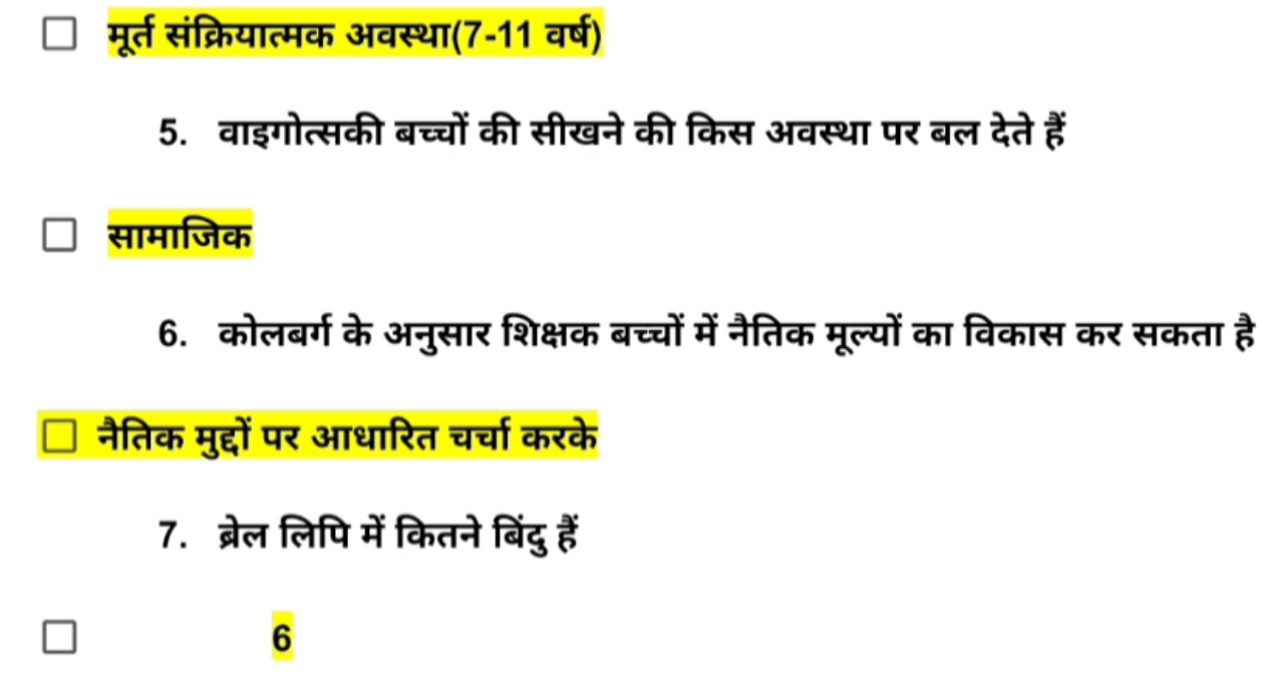 मूर्त संक्रियात्मक अवस्था(7-11 वर्ष)
5. वाइगोत्सकी बच्चों की सीखने की किस अवस्था पर बल देते हैं
सामाजिक
6. कोलबर्ग के अनुसार शिक्षक बच्चों में नैतिक मूल्यों का विकास कर सकता है
नैतिक मुद्दों पर आधारित चर्चा करके
7. ब्रेल लिपि में कितने बिंदु हैं
6